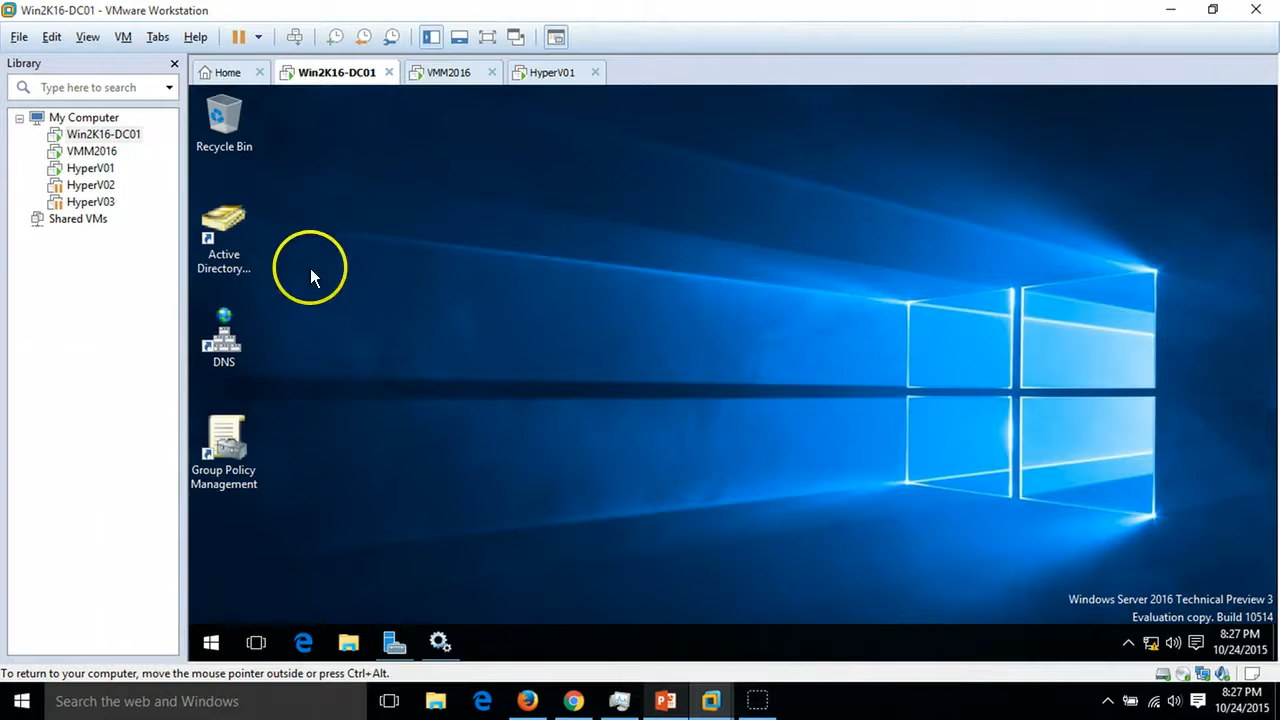 Win2K16-DC01 - VMware Workstation
File Edit View VM Tabs Help
Library
Type here to search
My Computer
Win2K16-DC01
VMM2016
HyperV01
HyperV02
HyperV03
Shared VMs
Home
Win2K16-DC01
VMM2016
HyperV01
Recycle Bin
Active
Directory...
DNS
Group Policy
Management
Windows Server 2016 Technical Preview 3
Evaluation copy. Build 10514
8:27 PM
10/24/2015
To return to your computer, move the mouse pointer outside or press Ctrl+Alt.
Search the web and Windows
8:27 PM
10/24/2015